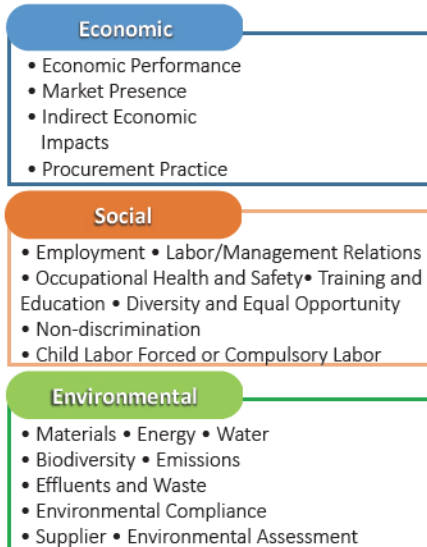 Economic
• Economic Performance
• Market Presence
• Indirect Economic
Impacts
• Procurement Practice
Social
• Employment • Labor/Management Relations
• Occupational Health and Safety• Training and
Education • Diversity and Equal Opportunity
• Non-discrimination
• Child Labor Forced or Compulsory Labor
Environmental
• Materials • Energy • Water
• Biodiversity • Emissions
• Effluents and Waste
• Environmental Compliance
• Supplier • Environmental Assessment